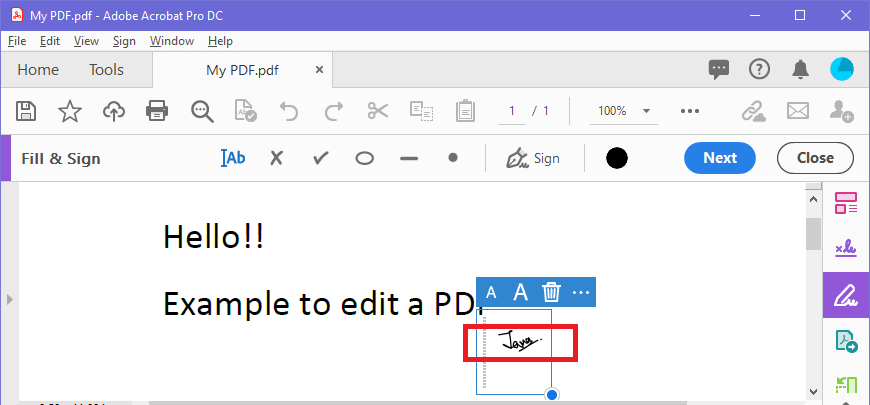 My PDF.pdf - Adobe Acrobat Pro DC
File Edit View Sign Window Help
Home Tools My PDF.pdf ×
1 / 1 100%
Fill & Sign Ab Sign Next Close
Hello!!
Example to edit a PD
A A
Java.